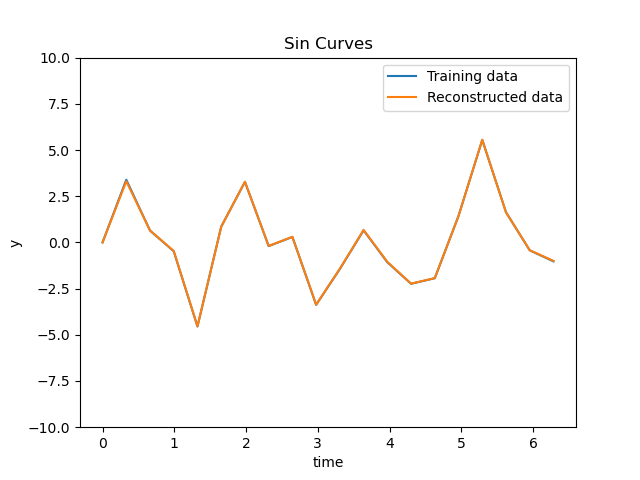 Sin Curves
Training data
Reconstructed data
10.0
7.5
5.0
2.5
0.0
−2.5
−5.0
−7.5
−10.0
y
0 1 2 3 4 5 6
time